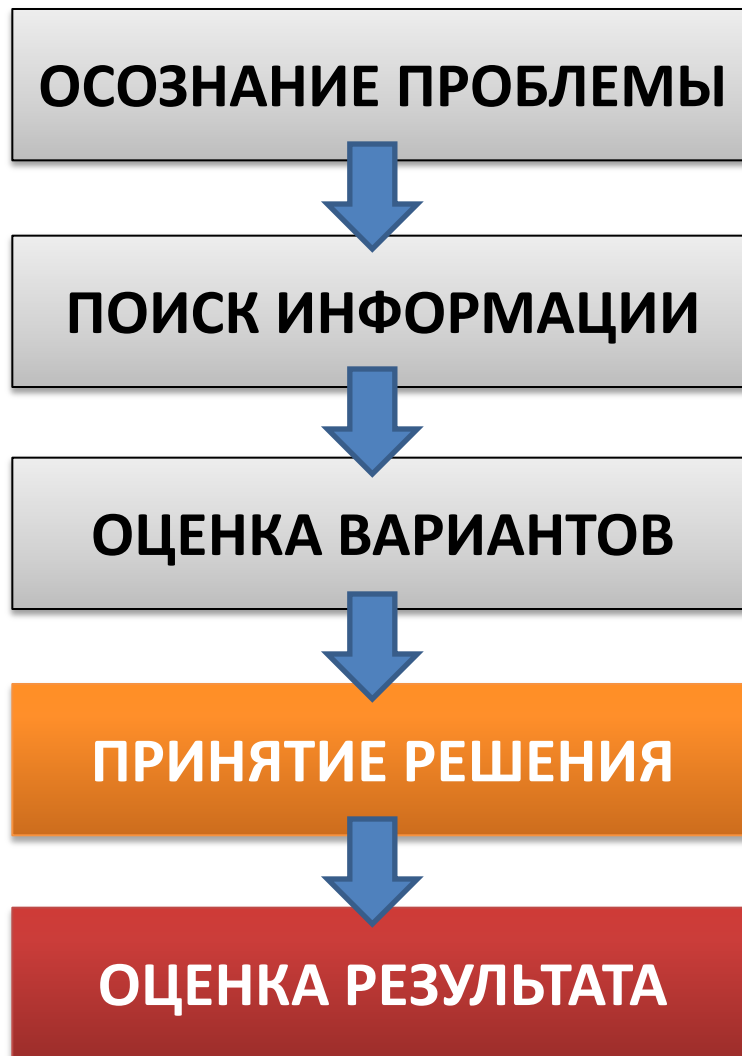 ОСОЗНАНИЕ ПРОБЛЕМЫ
ПОИСК ИНФОРМАЦИИ
ОЦЕНКА ВАРИАНТОВ
ПРИНЯТИЕ РЕШЕНИЯ
ОЦЕНКА РЕЗУЛЬТАТА